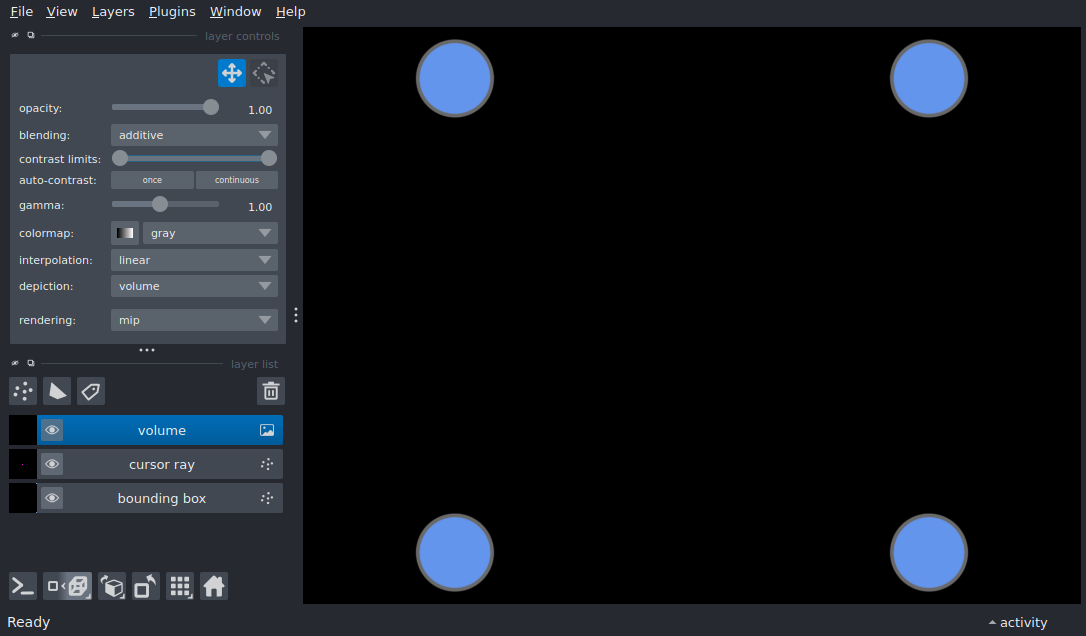 File View Layers Plugins Window Help
layer controls
opacity: 1.00
blending: additive
contrast limits:
auto-contrast: once continuous
gamma: 1.00
colormap: gray
interpolation: linear
depiction: volume
rendering: mip
layer list
volume
cursor ray
bounding box
Ready activity